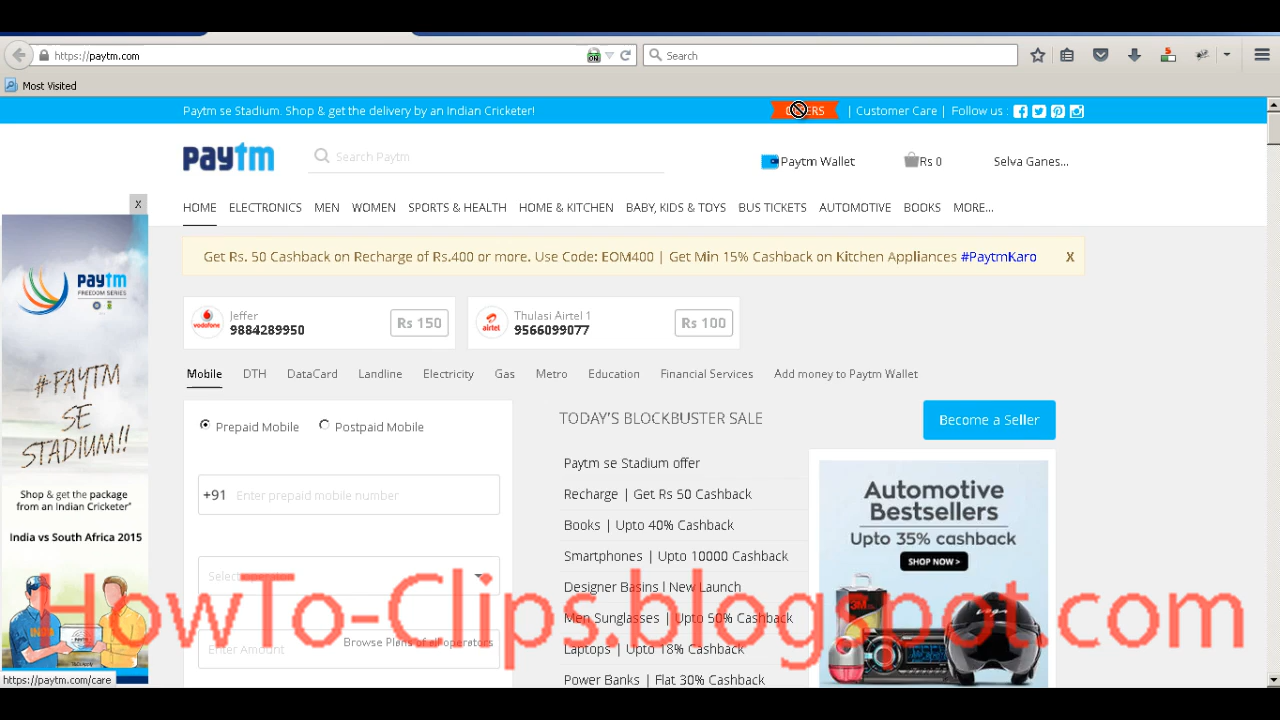 https://paytm.com
Search
Most Visited
Paytm se Stadium. Shop & get the delivery by an Indian Cricketer!
| Customer Care | Follow us :
paytm
Search Paytm
Paytm Wallet
Rs 0
Selva Ganes...
HOME ELECTRONICS MEN WOMEN SPORTS & HEALTH HOME & KITCHEN BABY, KIDS & TOYS BUS TICKETS AUTOMOTIVE BOOKS MORE...
X
Get Rs. 50 Cashback on Recharge of Rs.400 or more. Use Code: EOM400 | Get Min 15% Cashback on Kitchen Appliances #PaytmKaro X
paytm
FREEDOM SERIES
#PAYTM
SE
STADIUM!!
Shop & get the package
from an Indian Cricketer*
India vs South Africa 2015
https://paytm.com/care
vodafone
Jeffer
9884289950
Rs 150
airtel
Thulasi Airtel 1
9566099077
Rs 100
Mobile DTH DataCard Landline Electricity Gas Metro Education Financial Services Add money to Paytm Wallet
Prepaid Mobile Postpaid Mobile
+91 Enter prepaid mobile number
Select operator
Enter Amount
Browse Plans of all operators
TODAY'S BLOCKBUSTER SALE
Become a Seller
Paytm se Stadium offer
Recharge | Get Rs 50 Cashback
Books | Upto 40% Cashback
Smartphones | Upto 10000 Cashback
Designer Basins | New Launch
Men Sunglasses | Upto 50% Cashback
Laptops | Upto 18% Cashback
Power Banks | Flat 30% Cashback
Automotive
Bestsellers
Upto 35% cashback
SHOP NOW >
3M
vega
HowTo-Clips.blogspot.com